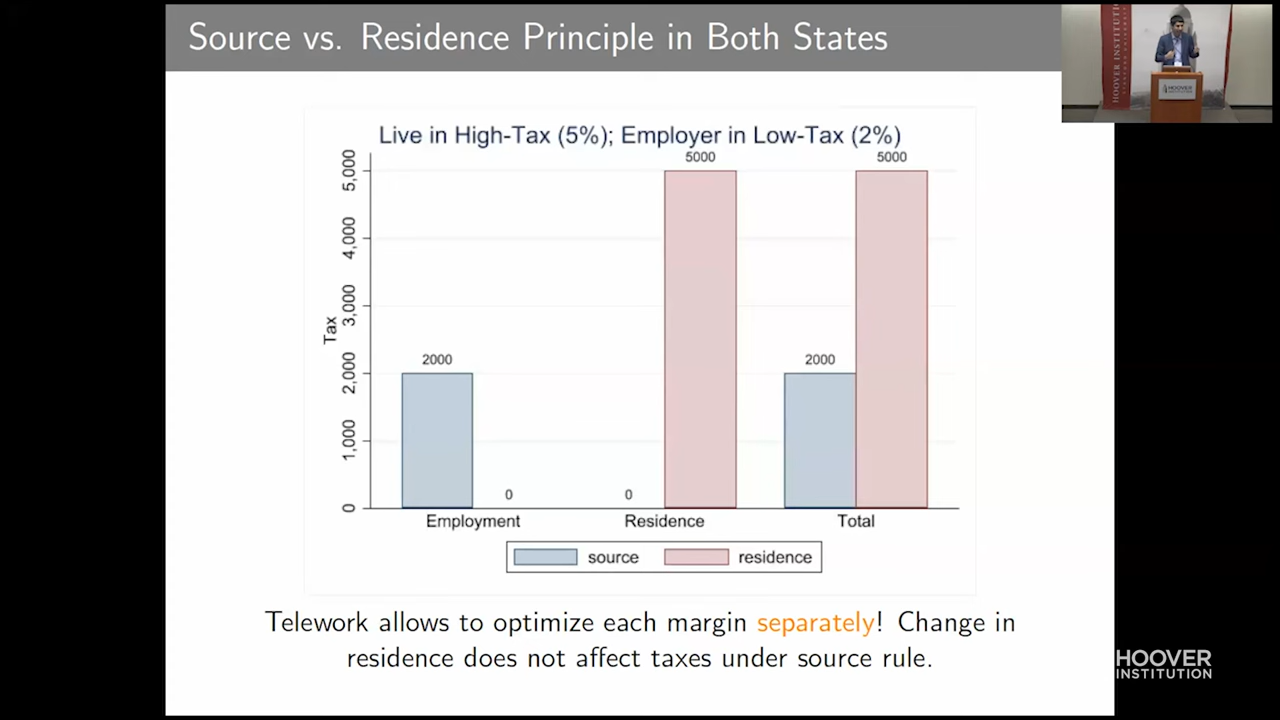 Source vs. Residence Principle in Both States
Live in High-Tax (5%); Employer in Low-Tax (2%)
Tax
5,000
4,000
3,000
2,000
1,000
0
2000
0
0
5000
2000
5000
Employment
Residence
Total
source
residence
Telework allows to optimize each margin separately! Change in
residence does not affect taxes under source rule.
HOOVER INSTITUTION
HOOVER
HOOVER
INSTITUTION